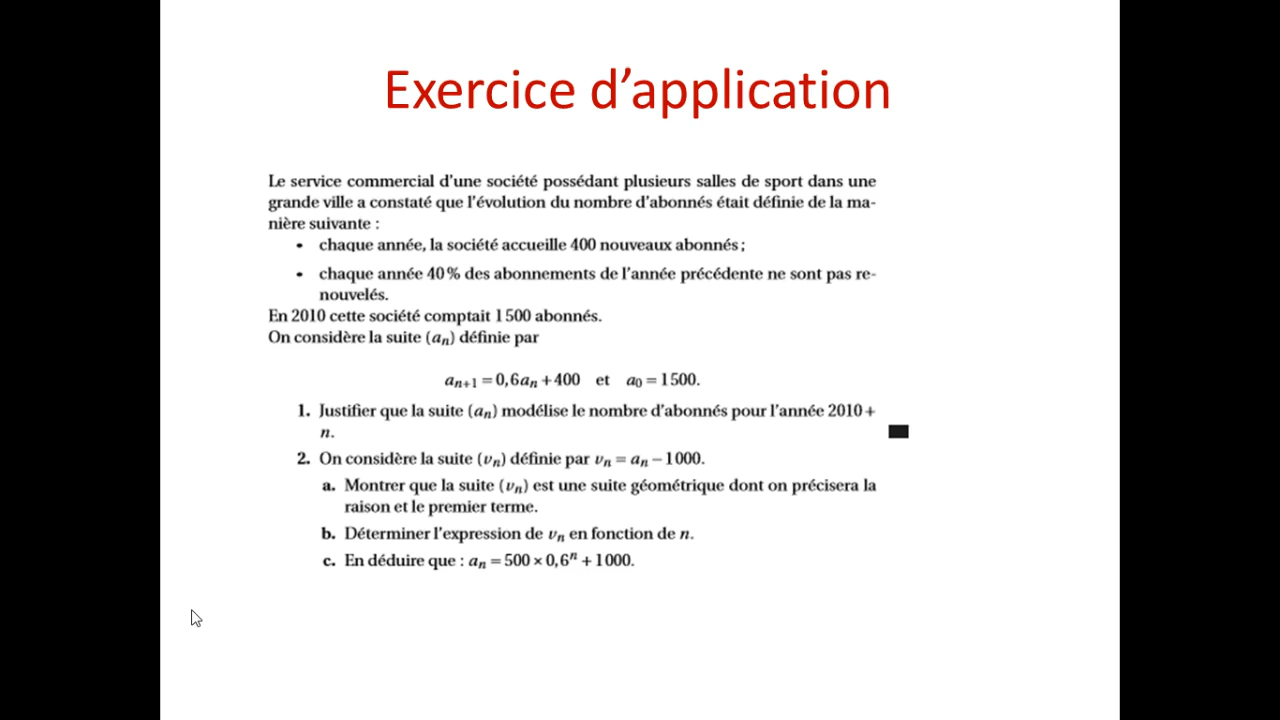 Exercice d’application
Le service commercial d’une société possédant plusieurs salles de sport dans une
grande ville a constaté que l’évolution du nombre d’abonnés était définie de la ma-
nière suivante :
• chaque année, la société accueille 400 nouveaux abonnés ;
• chaque année 40 % des abonnements de l’année précédente ne sont pas re-
nouvelés.
En 2010 cette société comptait 1 500 abonnés.
On considère la suite (aₙ) définie par
aₙ₊₁ = 0,6aₙ + 400 et a₀ = 1 500.
1. Justifier que la suite (aₙ) modélise le nombre d’abonnés pour l’année 2010 +
n.
2. On considère la suite (vₙ) définie par vₙ = aₙ − 1 000.
a. Montrer que la suite (vₙ) est une suite géométrique dont on précisera la
raison et le premier terme.
b. Déterminer l’expression de vₙ en fonction de n.
c. En déduire que : aₙ = 500 × 0,6ⁿ + 1 000.